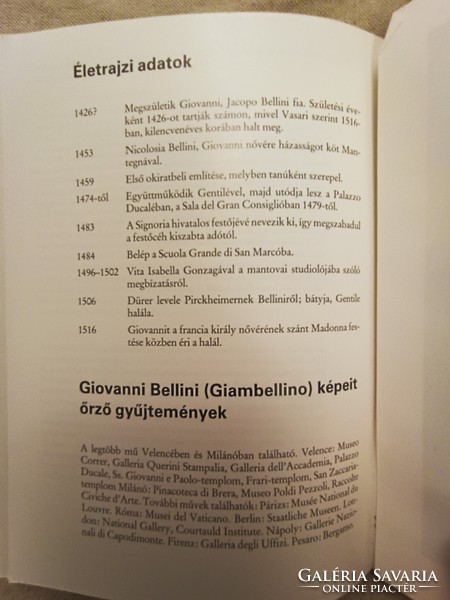 Életrajzi adatok
1426? Megszületik Giovanni, Jacopo Bellini fia. Születési éve-
ként 1426-ot tartják számon, mivel Vasari szerint 1516-
ban, kilencvenéves korában halt meg.
1453 Nicolosia Bellini, Giovanni nővére házasságot köt Man-
tegnával.
1459 Első okiratbeli említése, melyben tanúként szerepel.
1474-től Együttműködik Gentilével, majd utódja lesz a Palazzo
Ducaléban, a Sala del Gran Consiglióban 1479-től.
1483 A Signoria hivatalos festőjévé nevezik ki, így megszabadul
a festőcéh kiszabta adótól.
1484 Belép a Scuola Grande di San Marcóba.
1496–1502 Vita Isabella Gonzagával a mantovai studiolójába szóló
megbízatásról.
1506 Dürer levele Pirckheimernek Belliniről; bátyja, Gentile
halála.
1516 Giovannit a francia király nővérének szánt Madonna fes-
tése közben éri a halál.
Giovanni Bellini (Giambellino) képeit
őrző gyűjtemények
A legtöbb mű Velencében és Milánóban található. Velence: Museo
Correr, Galleria Querini Stampalia, Galleria dell'Accademia, Palazzo
Ducale, Ss. Giovanni e Paolo-templom, Frari-templom, San Zaccaria-
templom Milánó: Pinacoteca di Brera, Museo Poldi Pezzoli, Raccolte
Civiche d'Arte. További művek találhatók: Párizs: Musée National du
Louvre. Róma: Musei del Vaticano. Berlin: Staatliche Museen. Lon-
don: National Gallery, Courtauld Institute. Nápoly: Gallerie Nazio-
nali di Capodimonte. Firenz: Galleria degli Uffizi. Pesaro: Bergamo.
GALÉRIA SAVARIA
ONLINE PIACTÉR